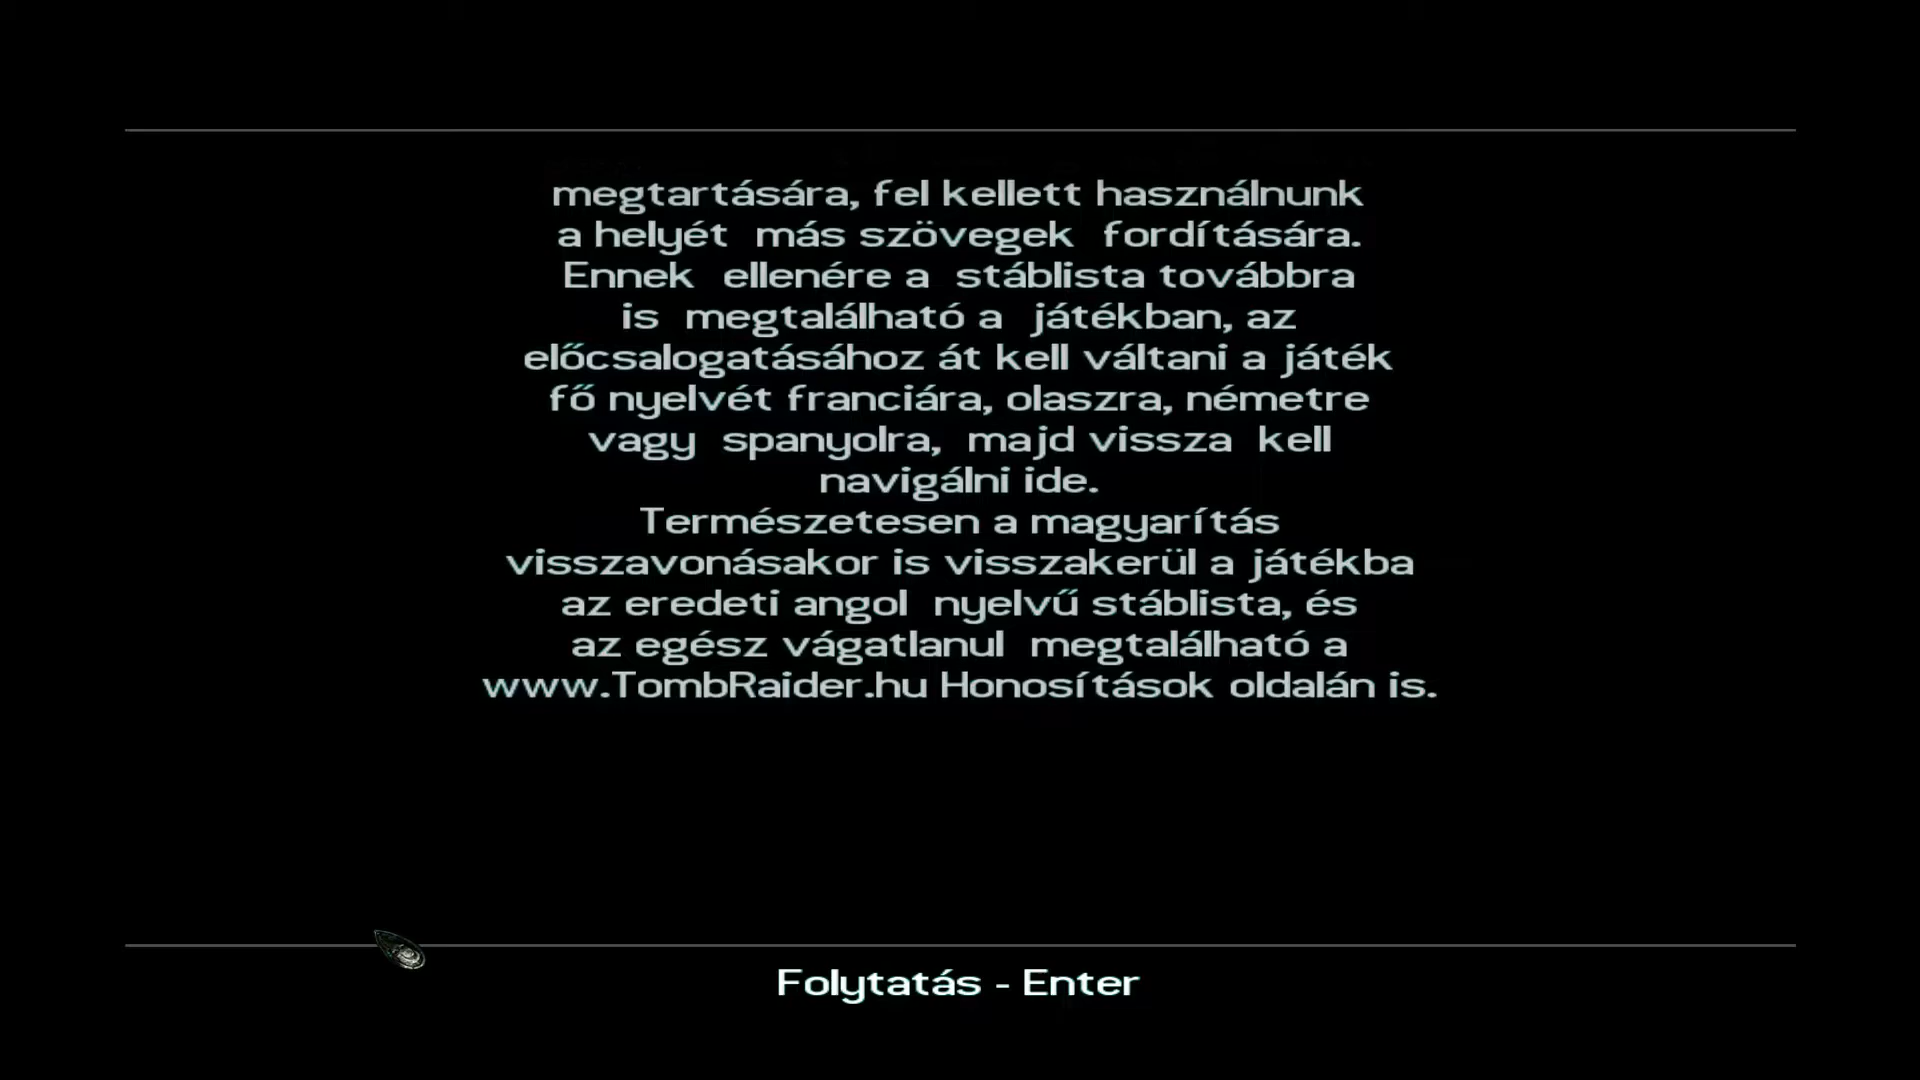 megtartására, fel kellett használnunk
a helyét más szövegek fordítására.
Ennek ellenére a stáblista továbbra
is megtalálható a játékban, az
előcsalogatásához át kell váltani a játék
fő nyelvét franciára, olaszra, németre
vagy spanyolra, majd vissza kell
navigálni ide.
Természetesen a magyarítás
visszavonásakor is visszakerül a játékba
az eredeti angol nyelvű stáblista, és
az egész vágatlanul megtalálható a
www.TombRaider.hu Honosítások oldalán is.
Folytatás - Enter